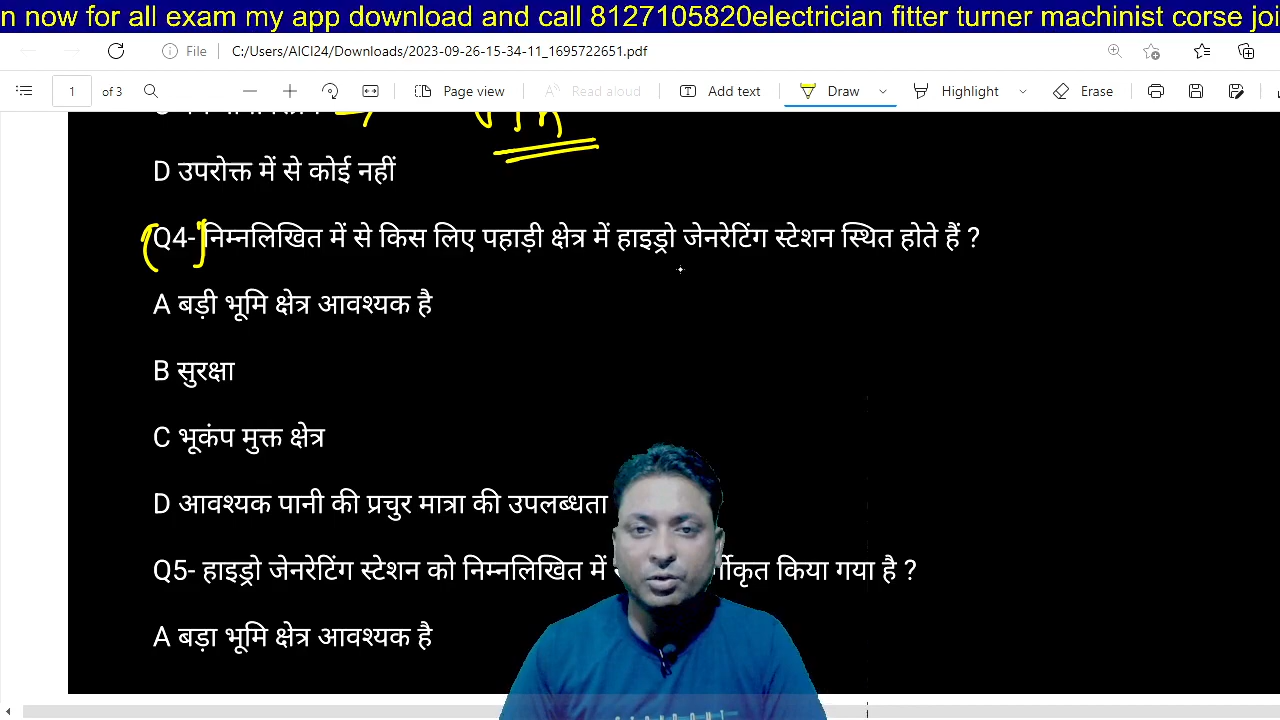 n now for all exam my app download and call 8127105820electrician fitter turner machinist corse joi
File C:/Users/AICI24/Downloads/2023-09-26-15-34-11_1695722651.pdf
1 of 3 Page view Read aloud Add text Draw Highlight Erase
D उपरोक्त में से कोई नहीं
Q4- निम्नलिखित में से किस लिए पहाड़ी क्षेत्र में हाइड्रो जेनरेटिंग स्टेशन स्थित होते हैं ?
A बड़ी भूमि क्षेत्र आवश्यक है
B सुरक्षा
C भूकंप मुक्त क्षेत्र
D आवश्यक पानी की प्रचुर मात्रा की उपलब्धता
Q5- हाइड्रो जेनरेटिंग स्टेशन को निम्नलिखित में किया गया है ?
A बड़ा भूमि क्षेत्र आवश्यक है